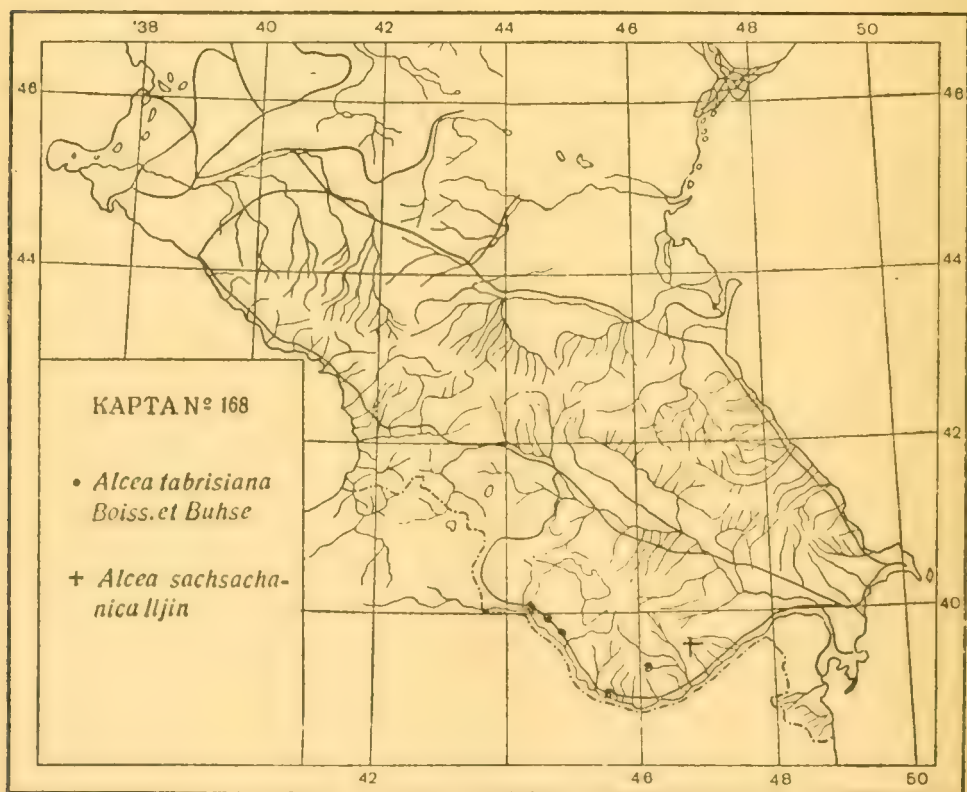 38 40 42 44 46 48 50
46 46
44 44
КАРТА № 168
42
• Alcea tabrisiana
Boiss. et Buhse
+ Alcea sachsacha-
nica Iljin
40
42 44 46 48 50